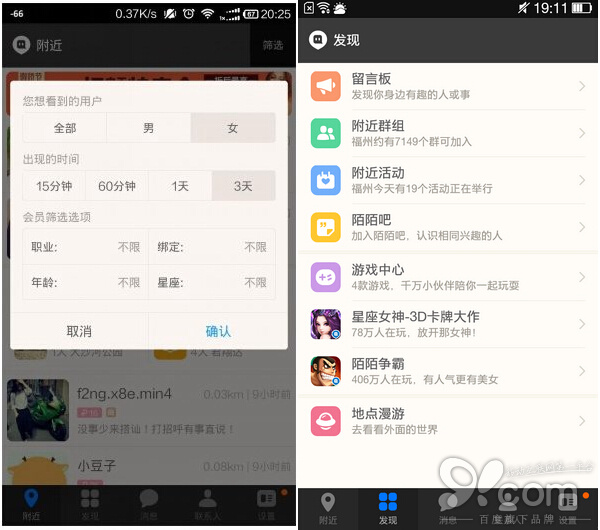 -66
0.37K/s
67
20:25
附近
筛选
您想看到的用户
全部
男
女
出现的时间
15分钟
60分钟
1天
3天
会员筛选选项
职业:
不限
绑定:
不限
年龄:
不限
星座:
不限
取消
确认
1人 大沙河公园
4人 君翔达
f2ng.x8e.min4
0.03km | 9小时前
没事少来搭讪！打招呼有事直说！
小豆子
0.08km | 9小时前
附近
发现
消息
联系人
设置
19:11
发现
留言板
发现你身边有趣的人或事
附近群组
福州约有7149个群可加入
附近活动
福州今天有19个活动正在举行
陌陌吧
加入陌陌吧，认识相同兴趣的人
游戏中心
4款游戏，千万小伙伴陪你一起玩耍
星座女神-3D卡牌大作
78万人在玩，放开那女神！
陌陌争霸
406万人在玩，有人气更有美女
地点漫游
去看看外面的世界
附近
发现
消息
设置
91.com
百度旗下品牌